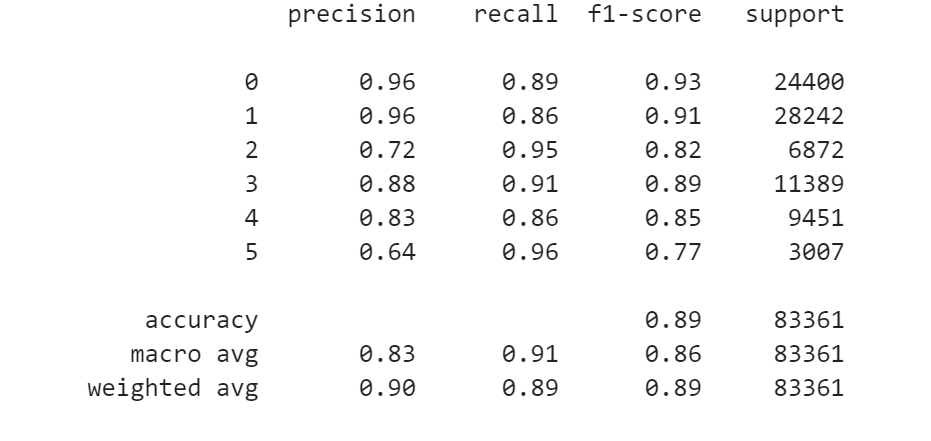 precision recall f1-score support
0 0.96 0.89 0.93 24400
1 0.96 0.86 0.91 28242
2 0.72 0.95 0.82 6872
3 0.88 0.91 0.89 11389
4 0.83 0.86 0.85 9451
5 0.64 0.96 0.77 3007
accuracy 0.89 83361
macro avg 0.83 0.91 0.86 83361
weighted avg 0.90 0.89 0.89 83361